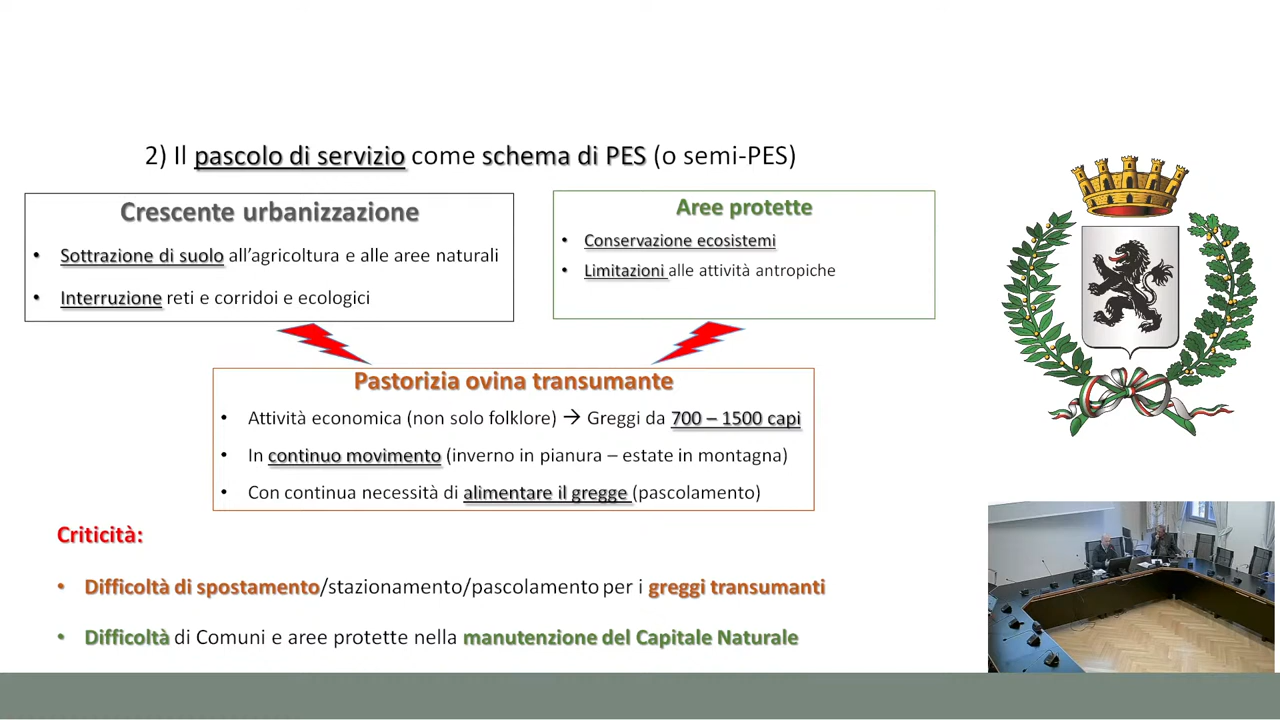 2) Il pascolo di servizio come schema di PES (o semi-PES)
Crescente urbanizzazione
• Sottrazione di suolo all'agricoltura e alle aree naturali
• Interruzione reti e corridoi e ecologici
Aree protette
• Conservazione ecosistemi
• Limitazioni alle attività antropiche
Pastorizia ovina transumante
• Attività economica (non solo folklore) → Greggi da 700 – 1500 capi
• In continuo movimento (inverno in pianura – estate in montagna)
• Con continua necessità di alimentare il gregge (pascolamento)
Criticità:
• Difficoltà di spostamento/stazionamento/pascolamento per i greggi transumanti
• Difficoltà di Comuni e aree protette nella manutenzione del Capitale Naturale